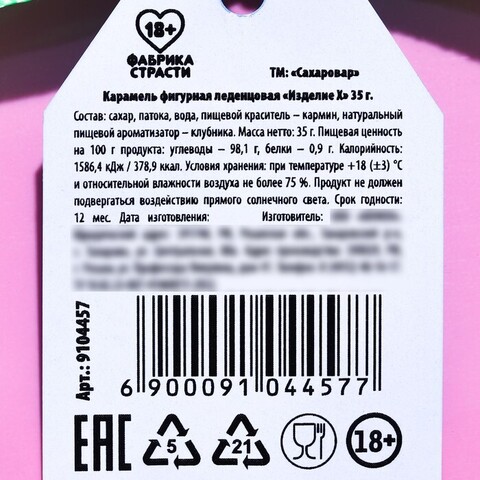 18+
ФАБРИКА
СТРАСТИ
ТМ: «Сахаровар»
Карамель фигурная леденцовая «Изделие Х» 35 г.
Состав: сахар, патока, вода, пищевой краситель – кармин, натуральный
пищевой ароматизатор – клубника. Масса нетто: 35 г. Пищевая ценность
на 100 г продукта: углеводы – 98,1 г, белки – 0,9 г. Калорийность:
1586,4 кДж / 378,9 ккал. Условия хранения: при температуре +18 (±3) °С
и относительной влажности воздуха не более 75 %. Продукт не должен
подвергаться воздействию прямого солнечного света. Срок годности:
12 мес. Дата изготовления: Изготовитель:
Арт.: 9104457
6 900091 044577
ЕАС
5
21
18+